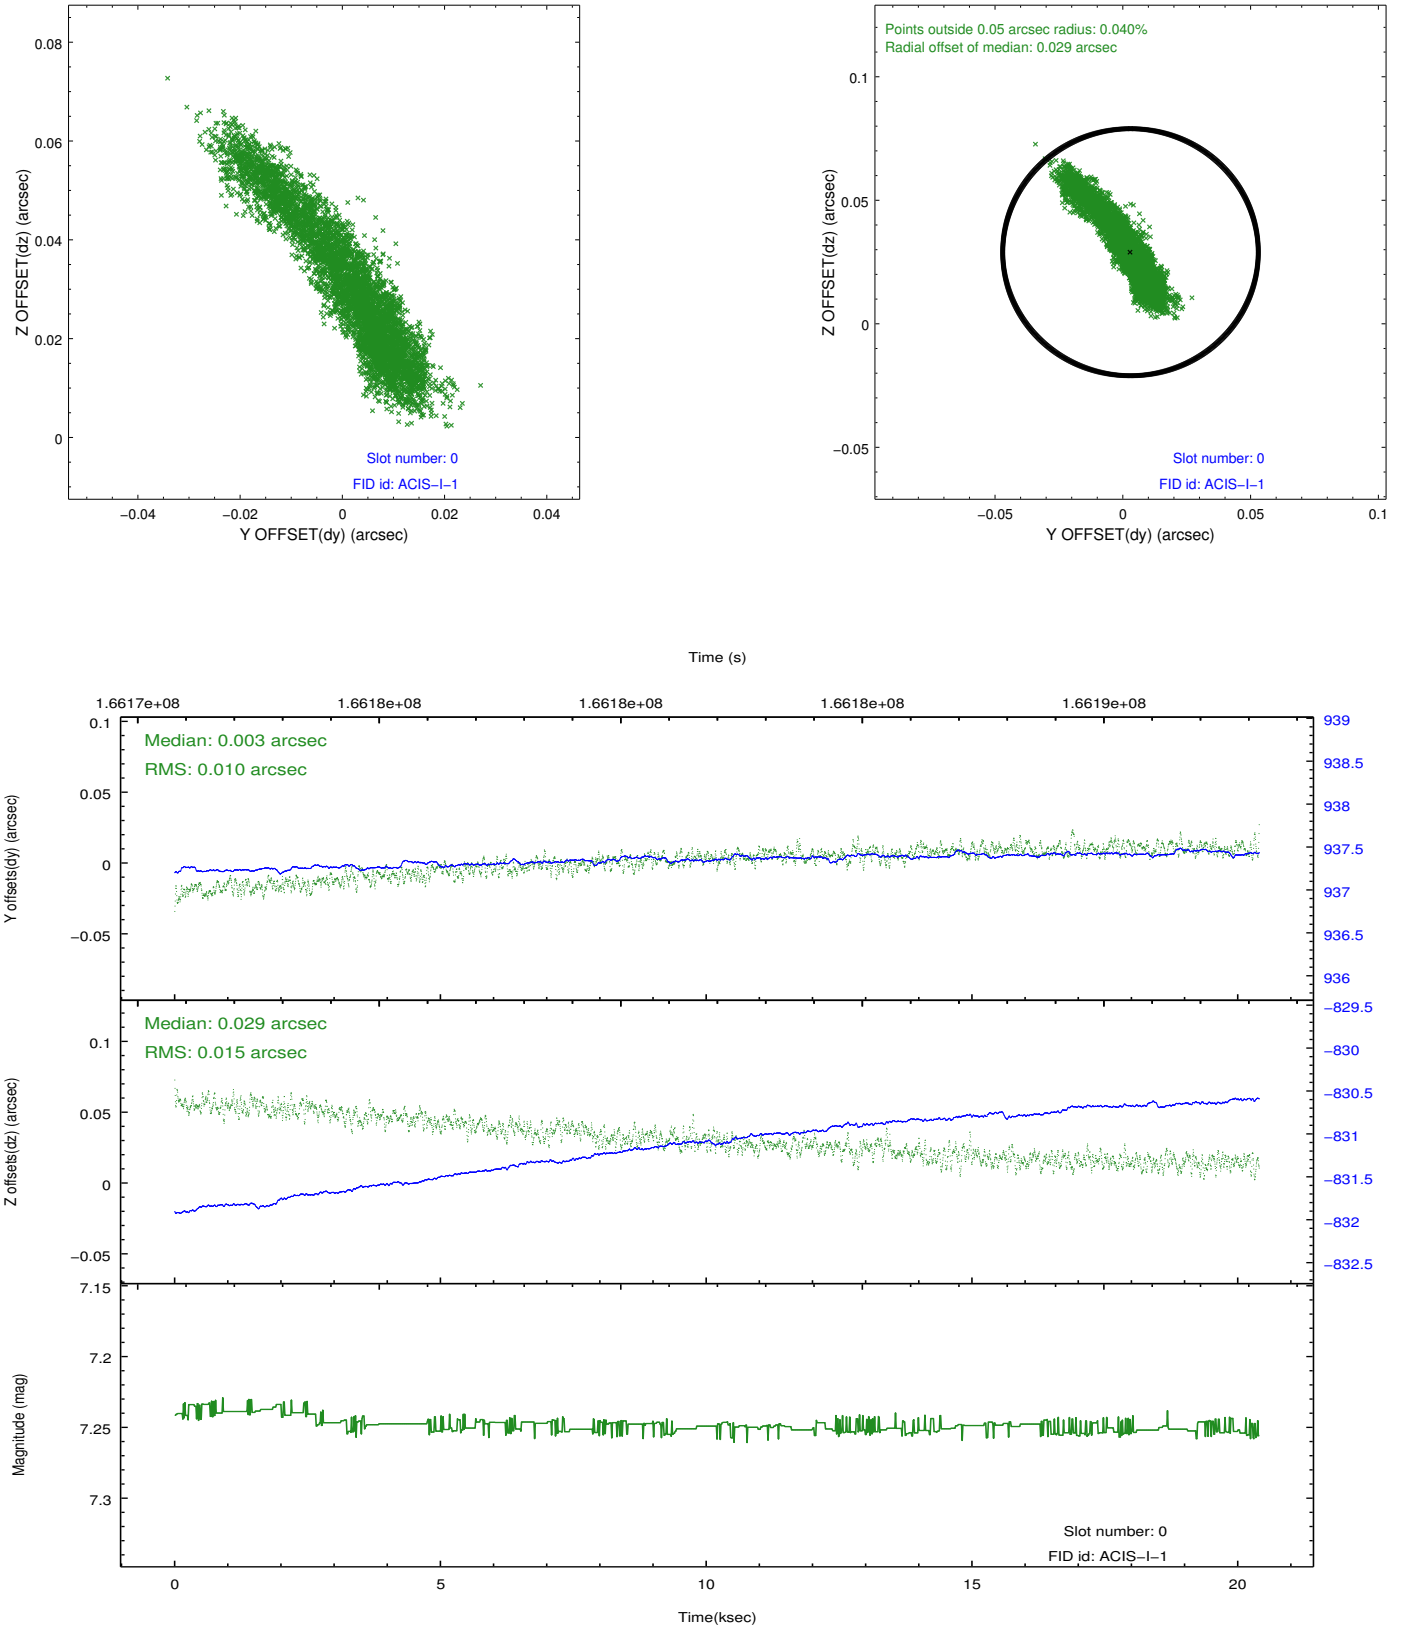 0.08
0.06
0.04
0.02
0
Z OFFSET(dz) (arcsec)
Slot number: 0
FID id: ACIS−I−1
−0.04 −0.02 0 0.02 0.04
Y OFFSET(dy) (arcsec)
Points outside 0.05 arcsec radius: 0.040%
Radial offset of median: 0.029 arcsec
0.1
0.05
0
−0.05
Z OFFSET(dz) (arcsec)
Slot number: 0
FID id: ACIS−I−1
−0.05 0 0.05 0.1
Y OFFSET(dy) (arcsec)
Time (s)
1.6617e+08 1.6618e+08 1.6618e+08 1.6618e+08 1.6619e+08
Median: 0.003 arcsec
RMS: 0.010 arcsec
0.1
0.05
0
−0.05
Y offsets(dy) (arcsec)
939
938.5
938
937.5
937
936.5
936
Median: 0.029 arcsec
RMS: 0.015 arcsec
0.1
0.05
0
−0.05
Z offsets(dz) (arcsec)
−829.5
−830
−830.5
−831
−831.5
−832
−832.5
7.15
7.2
7.25
7.3
Magnitude (mag)
Slot number: 0
FID id: ACIS−I−1
0 5 10 15 20
Time(ksec)